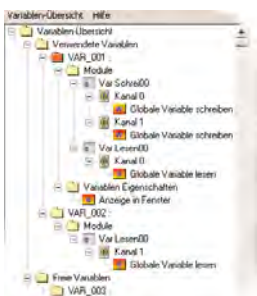 Variablen-Übersicht Hilfe
Variablen-Übersicht
Verwendete Variablen
VAR_001 :
Module
Var Schrei00
Kanal 0
Globale Variable schreiben
Kanal 1
Globale Variable schreiben
Var Lesen00
Kanal 0
Globale Variable lesen
Variablen Eigenschaften
Anzeige in Fenster
VAR_002 :
Module
Var Lesen00
Kanal 1
Globale Variable lesen
Freie Variablen
VAR_003 :